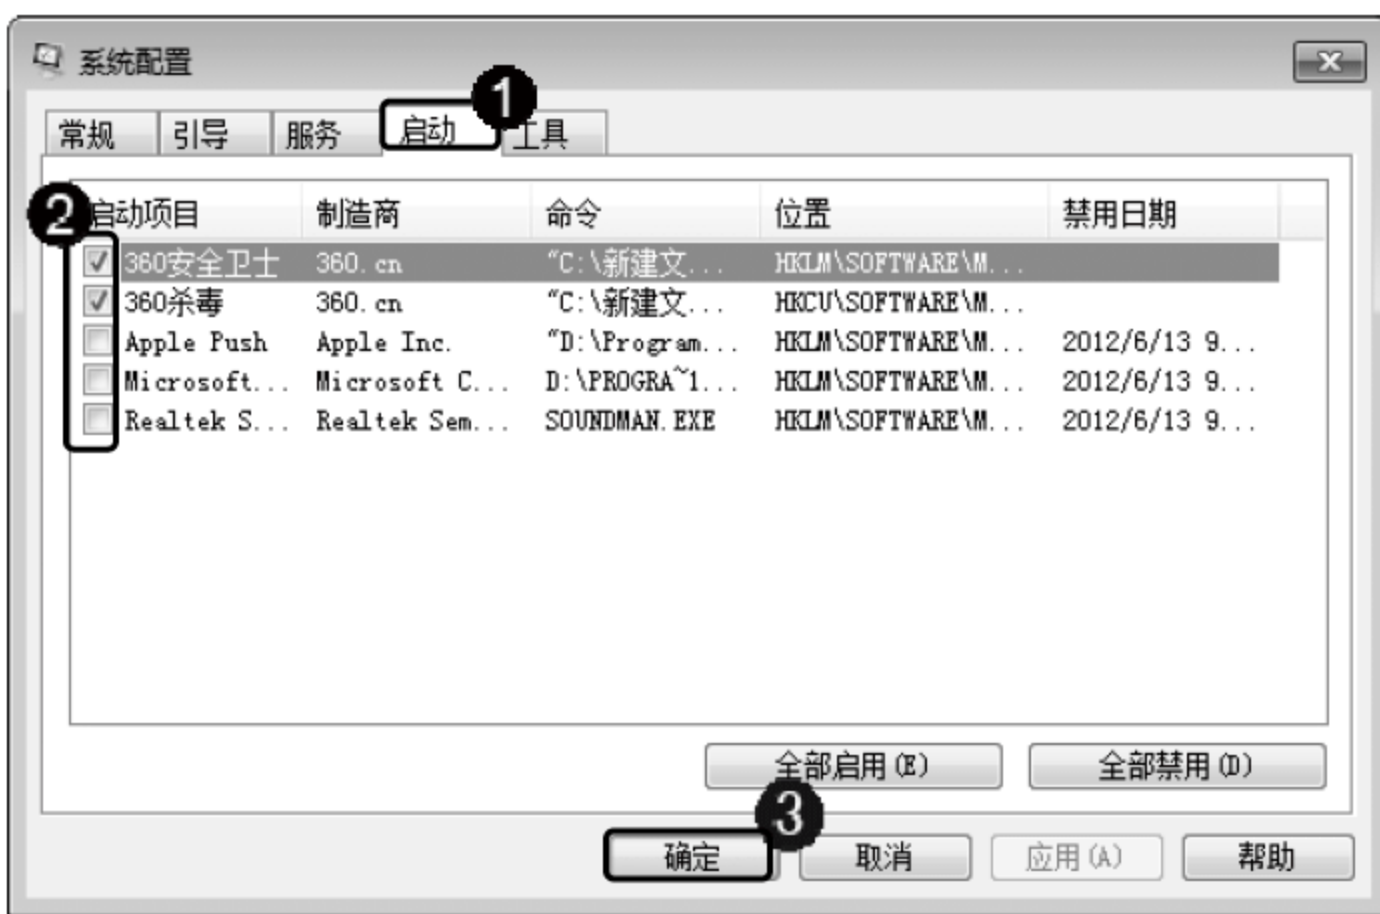 系统配置
常规 引导 服务 启动 1 工具
2 启动项目 制造商 命令 位置 禁用日期
360安全卫士 360.cn "C:\新建文... HKLM\SOFTWARE\M...
360杀毒 360.cn "C:\新建文... HKCU\SOFTWARE\M...
Apple Push Apple Inc. "D:\Program... HKLM\SOFTWARE\M... 2012/6/13 9...
Microsoft... Microsoft C... D:\PROGRA~1... HKLM\SOFTWARE\M... 2012/6/13 9...
Realtek S... Realtek Sem... SOUNDMAN.EXE HKLM\SOFTWARE\M... 2012/6/13 9...
全部启用(E) 全部禁用(D)
3
确定 取消 应用(A) 帮助